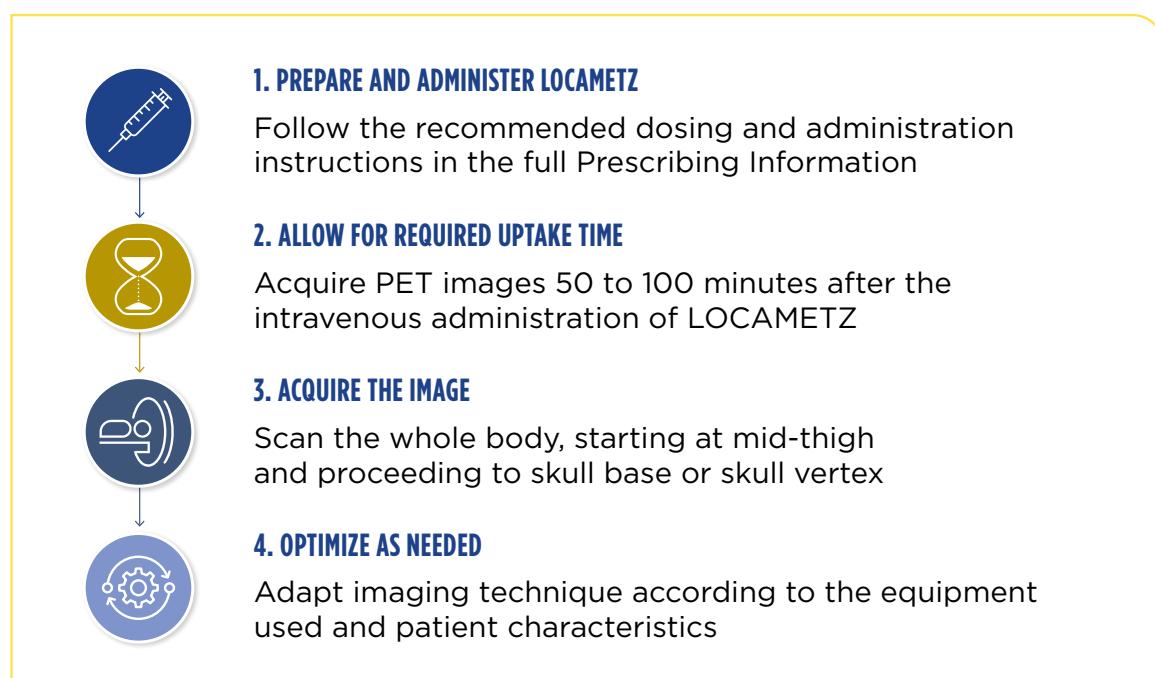 1. PREPARE AND ADMINISTER LOCAMETZ
Follow the recommended dosing and administration
instructions in the full Prescribing Information
2. ALLOW FOR REQUIRED UPTAKE TIME
Acquire PET images 50 to 100 minutes after the
intravenous administration of LOCAMETZ
3. ACQUIRE THE IMAGE
Scan the whole body, starting at mid-thigh
and proceeding to skull base or skull vertex
4. OPTIMIZE AS NEEDED
Adapt imaging technique according to the equipment
used and patient characteristics